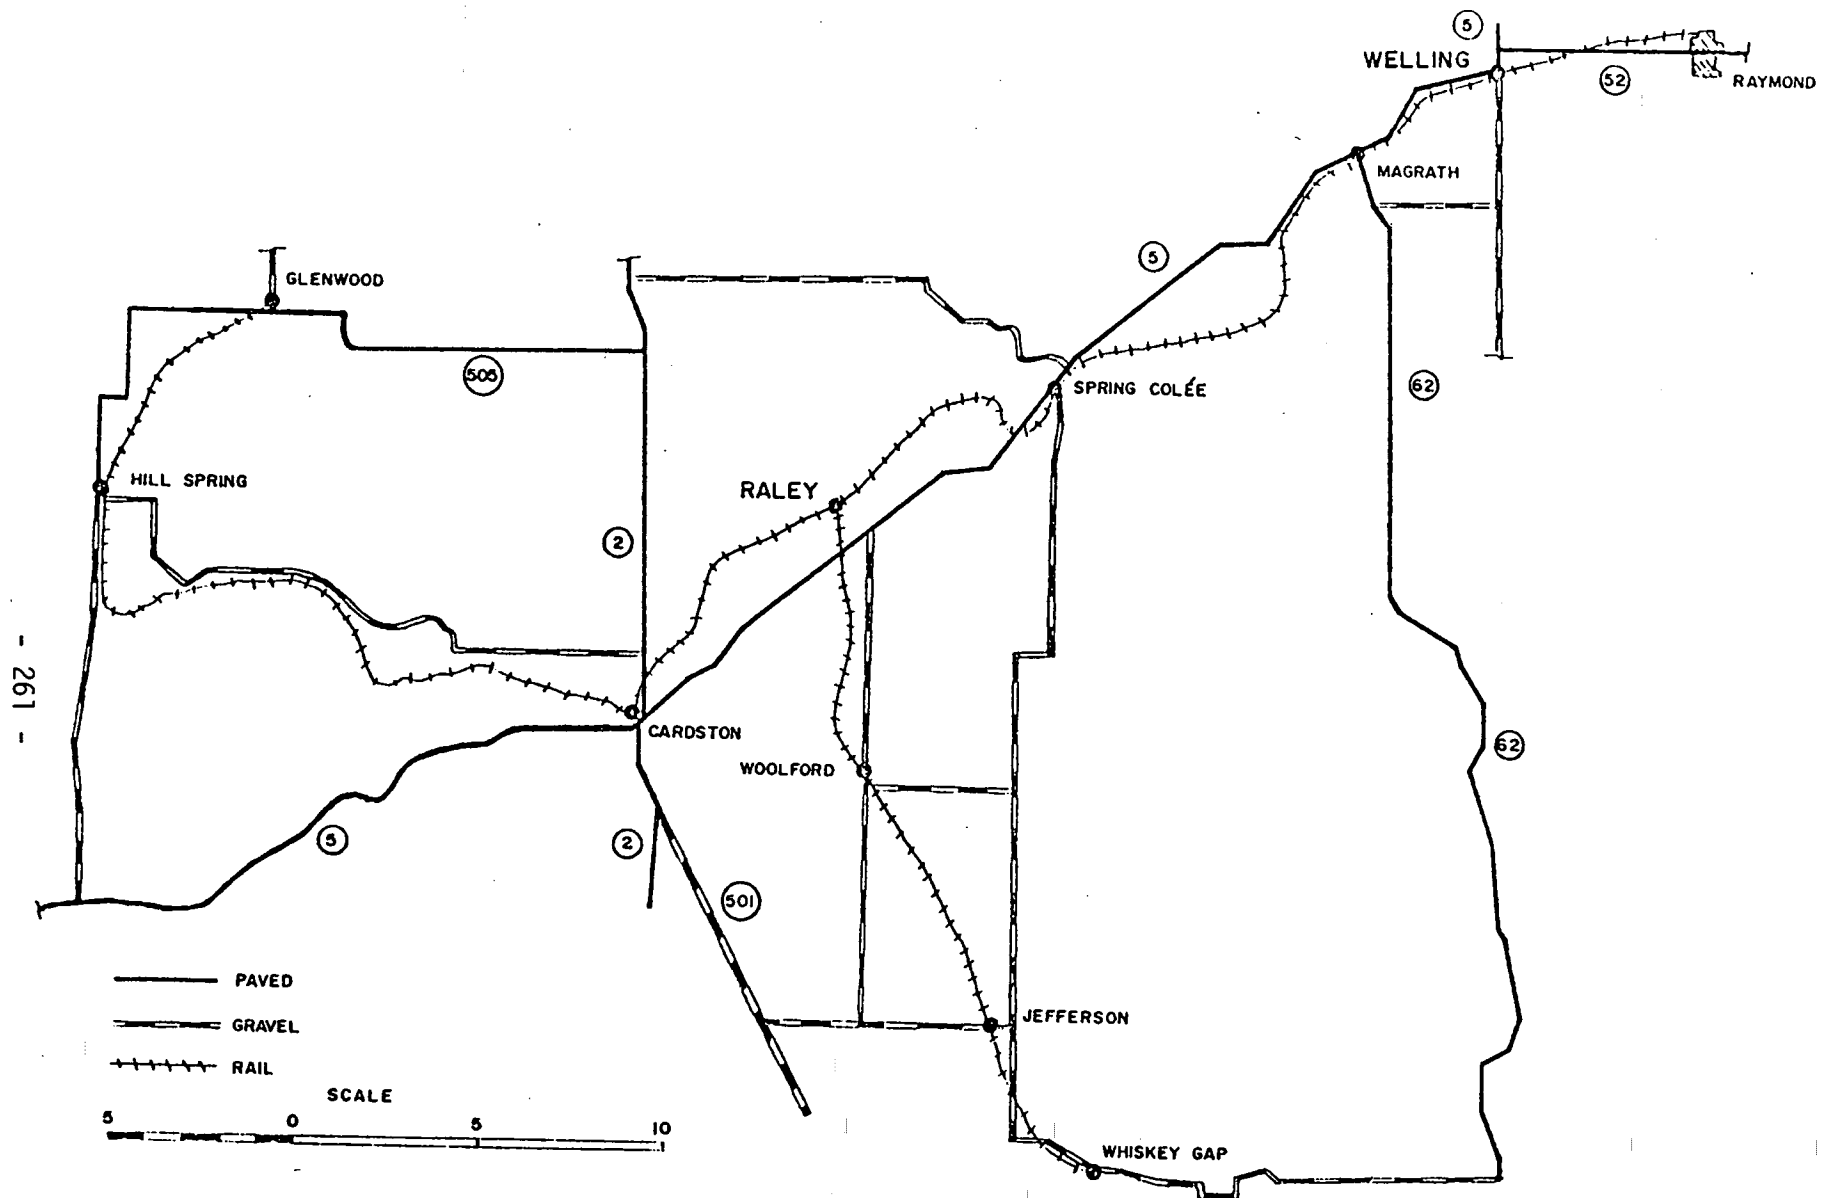 5
WELLING
52
RAYMOND
MAGRATH
5
GLENWOOD
505
SPRING COLÉE
62
HILL SPRING
RALEY
2
- 261 -
CARDSTON
62
WOOLFORD
5
2
501
PAVED
JEFFERSON
GRAVEL
RAIL
SCALE
5 0 5 10
WHISKEY GAP